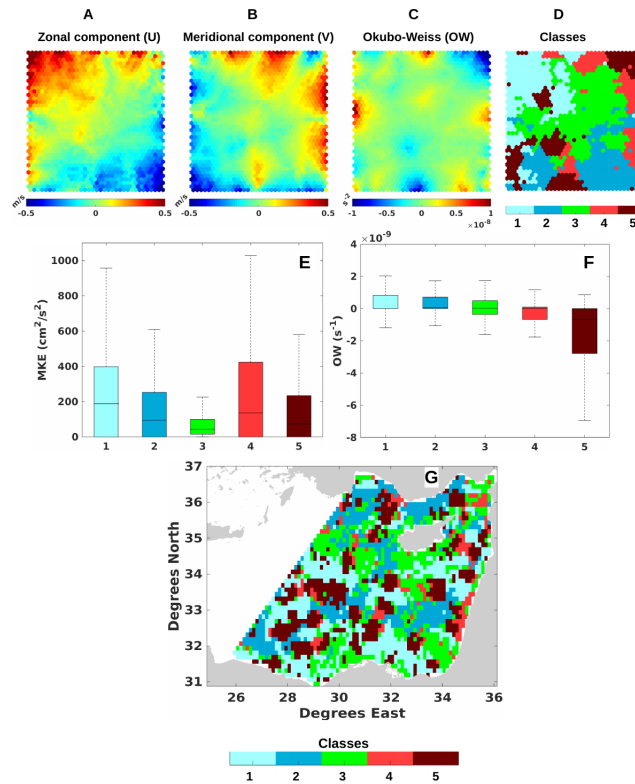 A B C D
Zonal component (U) Meridional component (V) Okubo-Weiss (OW) Classes
m/s -0.5 0 0.5 m/s -0.5 0 0.5 s⁻² -1 0 1 ×10⁻⁸
1 2 3 4 5
E
MKE (cm²/s²)
1000
800
600
400
200
0
1 2 3 4 5
F
×10⁻⁹
OW (s⁻¹)
4
2
0
-2
-4
-6
-8
1 2 3 4 5
G
Degrees North
37
36
35
34
33
32
31
26 28 30 32 34 36
Degrees East
Classes
1 2 3 4 5